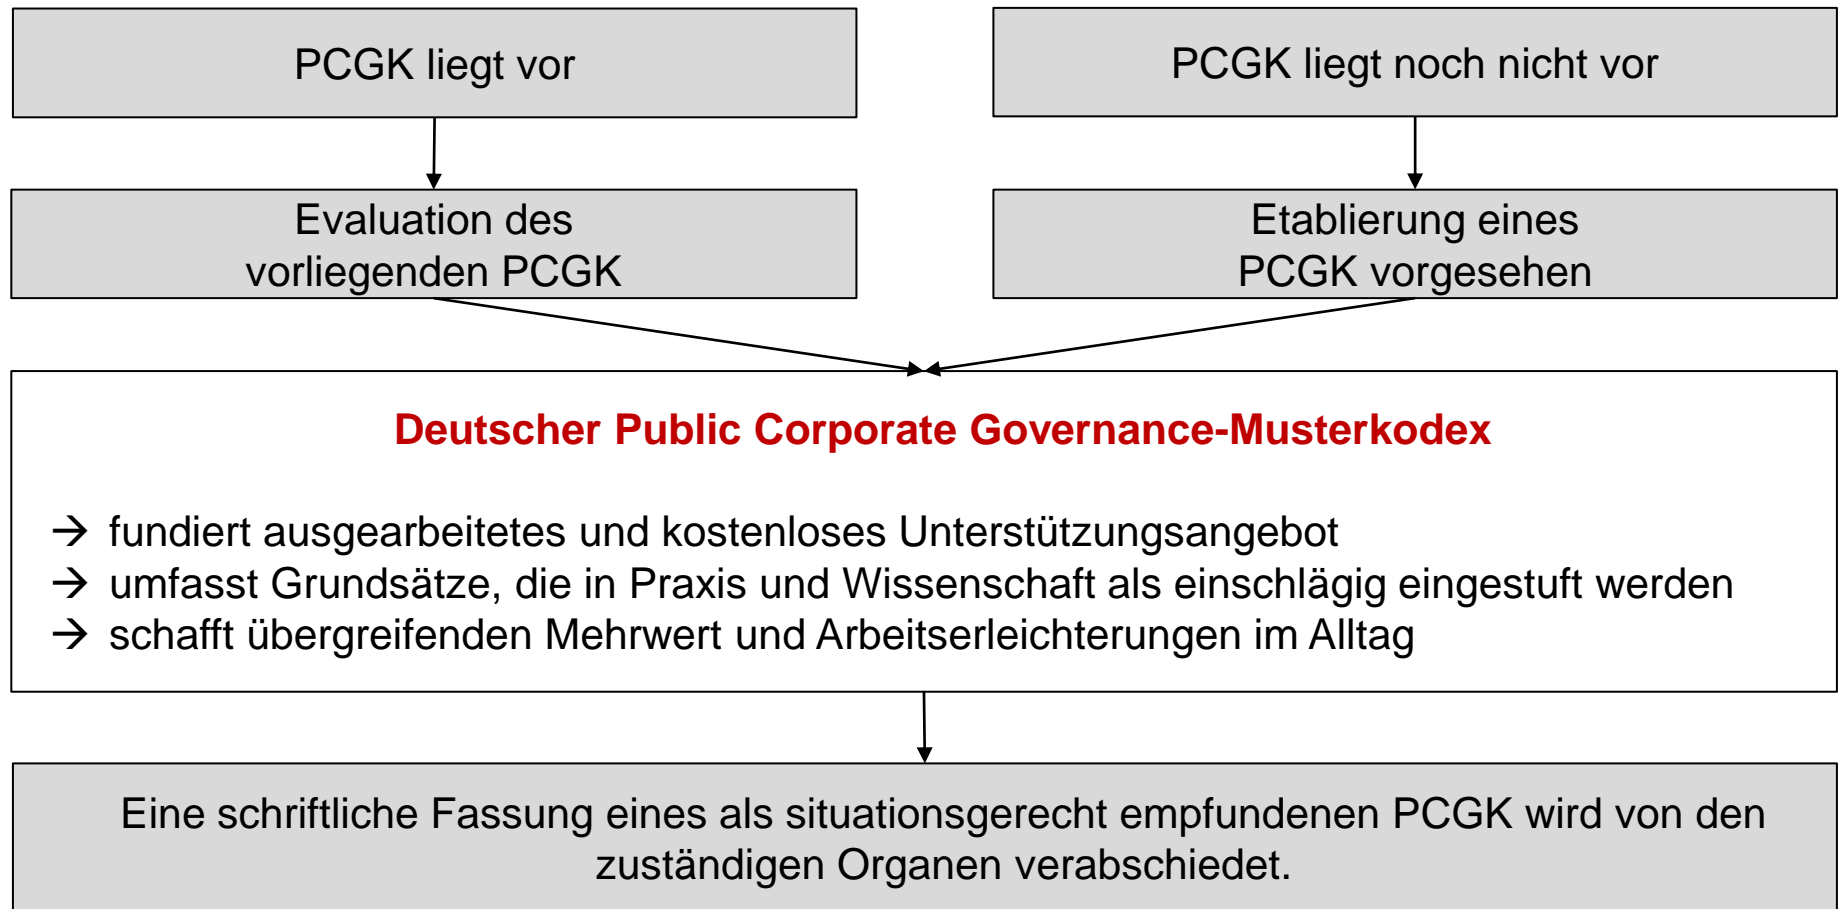 PCGK liegt vor
PCGK liegt noch nicht vor
Evaluation des
vorliegenden PCGK
Etablierung eines
PCGK vorgesehen
Deutscher Public Corporate Governance-Musterkodex
→ fundiert ausgearbeitetes und kostenloses Unterstützungsangebot
→ umfasst Grundsätze, die in Praxis und Wissenschaft als einschlägig eingestuft werden
→ schafft übergreifenden Mehrwert und Arbeitserleichterungen im Alltag
Eine schriftliche Fassung eines als situationsgerecht empfundenen PCGK wird von den
zuständigen Organen verabschiedet.